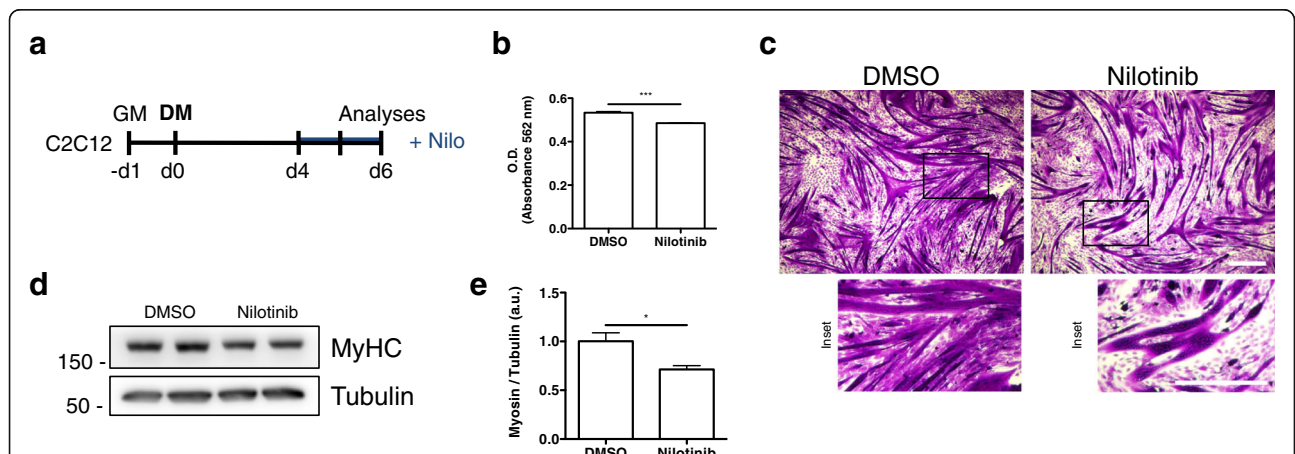 a
GM DM Analyses
C2C12 + Nilo
-d1 d0 d4 d6
b
***
0.6
0.4
0.2
0.0
O.D.
(Absorbance 562 nm)
DMSO Nilotinib
c
DMSO Nilotinib
Inset Inset
d
DMSO Nilotinib
150 - MyHC
50 - Tubulin
e
*
1.5
1.0
0.5
0.0
Myosin / Tubulin (a.u.)
DMSO Nilotinib